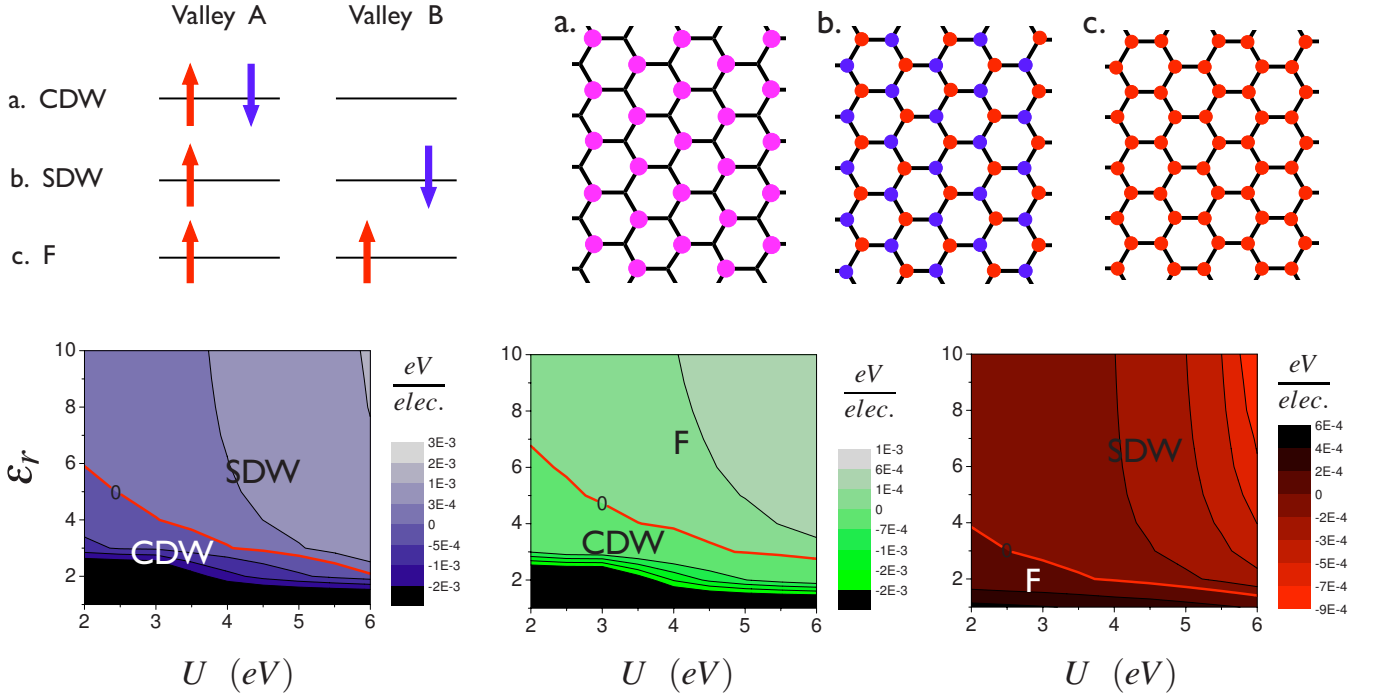 Valley A Valley B
a. CDW
b. SDW
c. F
a. b. c.
10
8
6
4
2
2 3 4 5 6
ε_r
U (eV)
SDW
0
CDW
eV
elec.
3E-3
2E-3
1E-3
3E-4
0
-5E-4
-1E-3
-2E-3
10
8
6
4
2
2 3 4 5 6
U (eV)
F
0
CDW
eV
elec.
1E-3
6E-4
1E-4
0
-7E-4
-1E-3
-2E-3
-2E-3
10
8
6
4
2
2 3 4 5 6
U (eV)
SDW
0
F
eV
elec.
6E-4
4E-4
2E-4
0
-2E-4
-4E-4
-5E-4
-7E-4
-9E-4